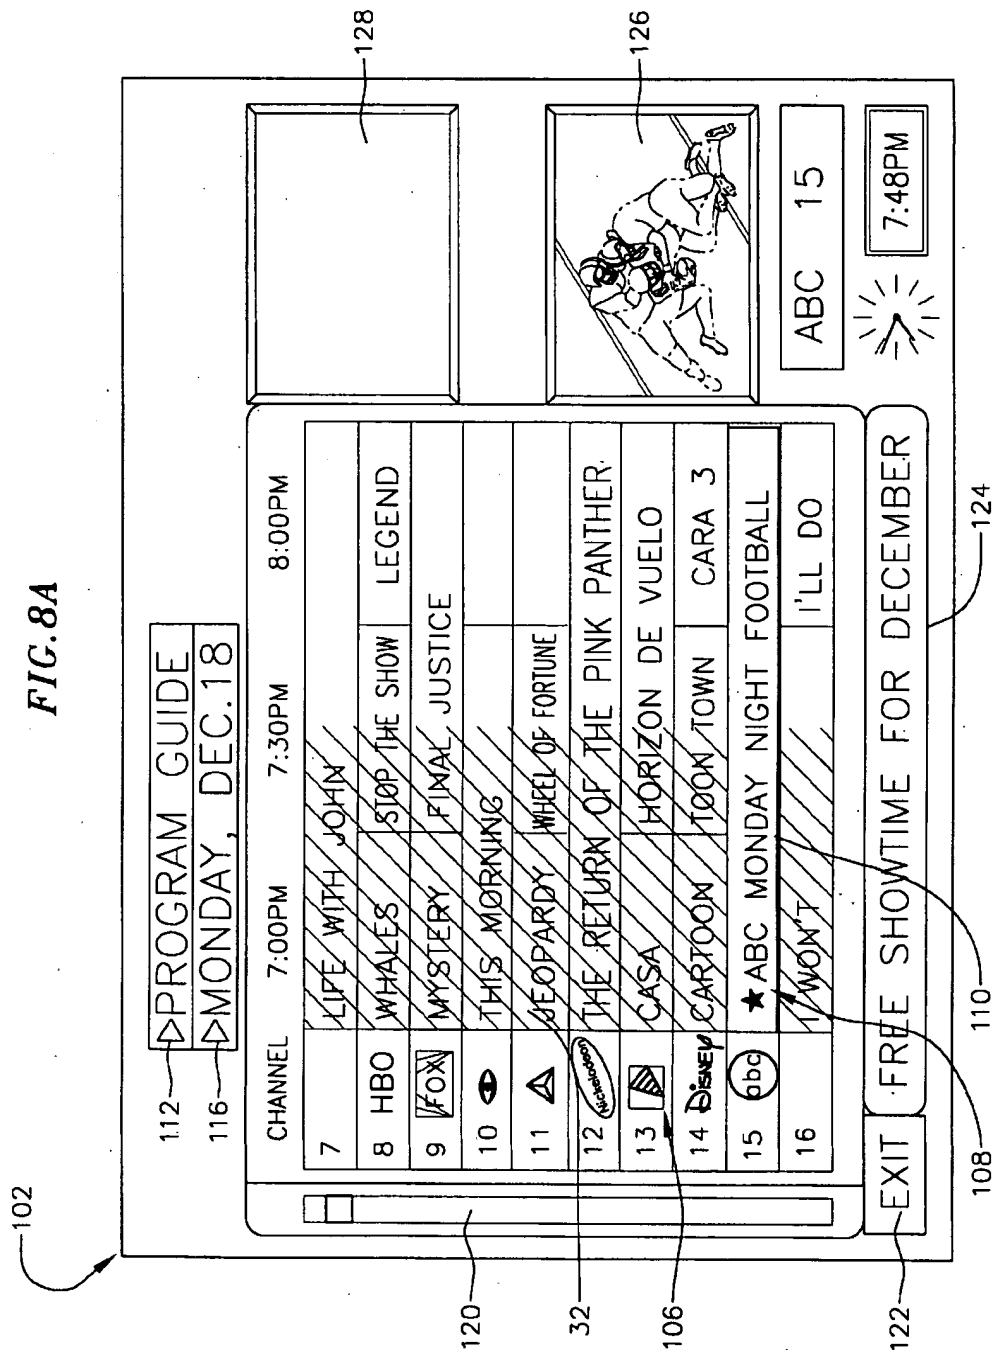 FIG.8A
102
112
▷PROGRAM GUIDE
116
▷MONDAY, DEC.18
CHANNEL 7:00PM 7:30PM 8:00PM
7 LIFE WITH JOHN
8 HBO WHALES STOP THE SHOW LEGEND
9 FOX MYSTERY FINAL JUSTICE
10 THIS MORNING
11 JEOPARDY WHEEL OF FORTUNE
12 Nickelodeon THE RETURN OF THE PINK PANTHER
13 CASA HORIZON DE VUELO
14 DISNEY CARTOON TOON TOWN CARA 3
15 abc ★ABC MONDAY NIGHT FOOTBALL
16 I WON'T I'LL DO
EXIT FREE SHOWTIME FOR DECEMBER
128
126
ABC 15
7:48PM
120
32
106
122
108
110
124